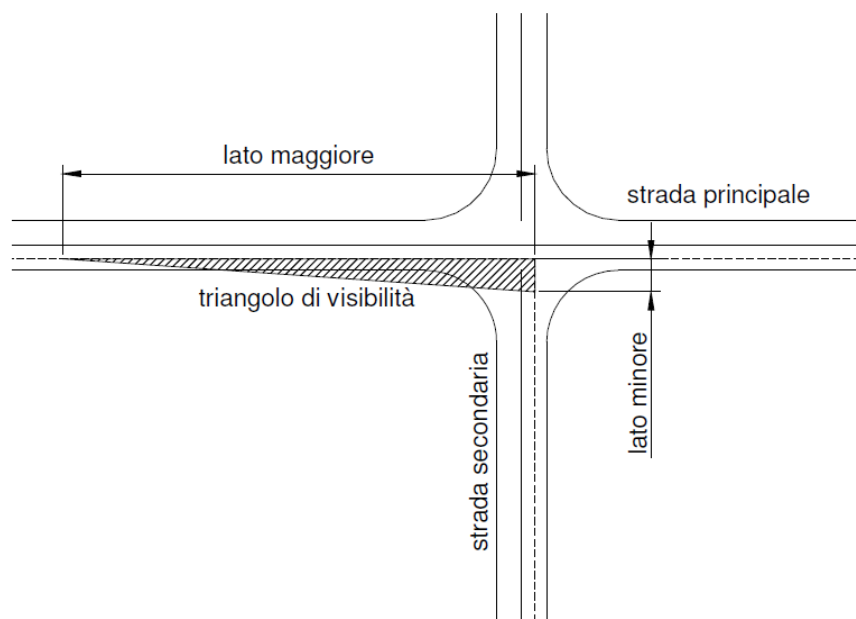 lato maggiore
strada principale
triangolo di visibilità
strada secondaria
lato minore